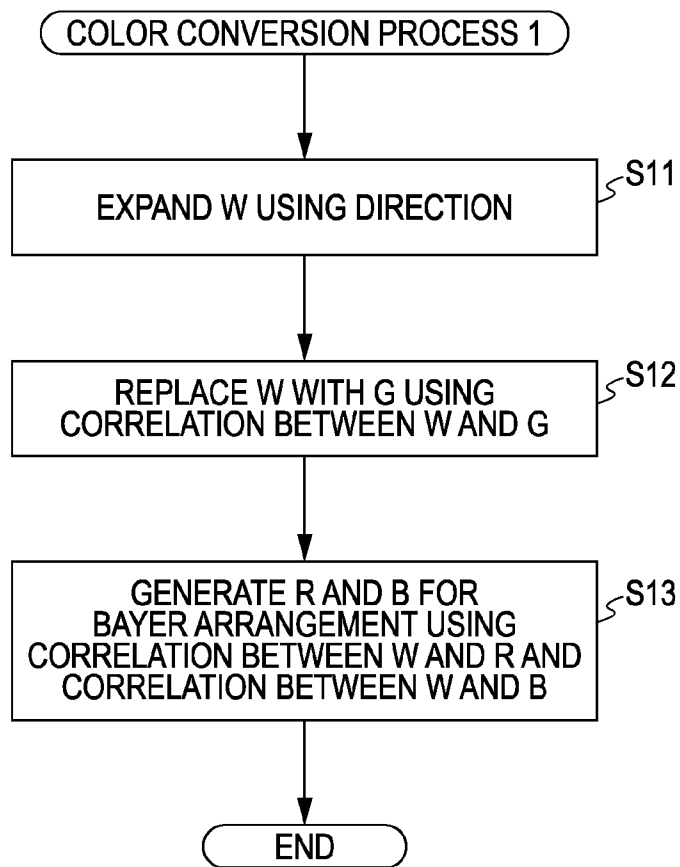 COLOR CONVERSION PROCESS 1
EXPAND W USING DIRECTION
S11
REPLACE W WITH G USING
CORRELATION BETWEEN W AND G
S12
GENERATE R AND B FOR
BAYER ARRANGEMENT USING
CORRELATION BETWEEN W AND R AND
CORRELATION BETWEEN W AND B
S13
END